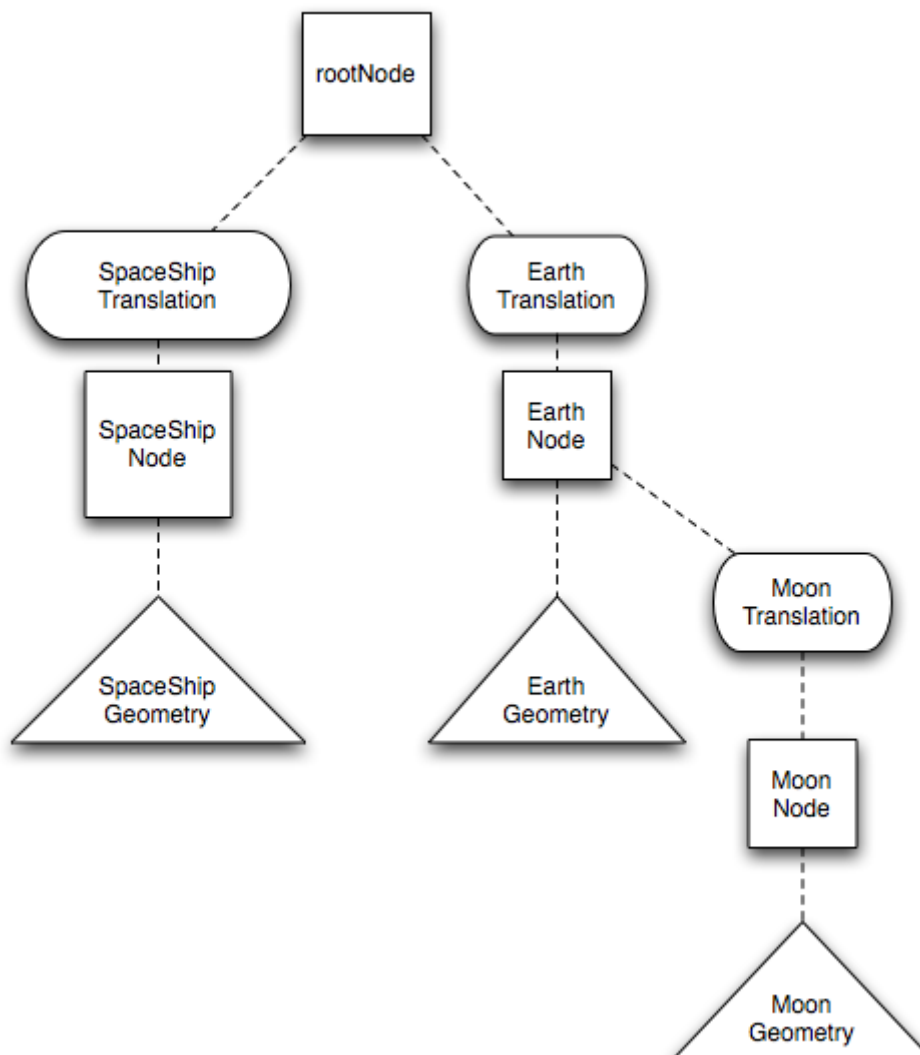 rootNode
SpaceShip
Translation
Earth
Translation
SpaceShip
Node
Earth
Node
Moon
Translation
SpaceShip
Geometry
Earth
Geometry
Moon
Node
Moon
Geometry